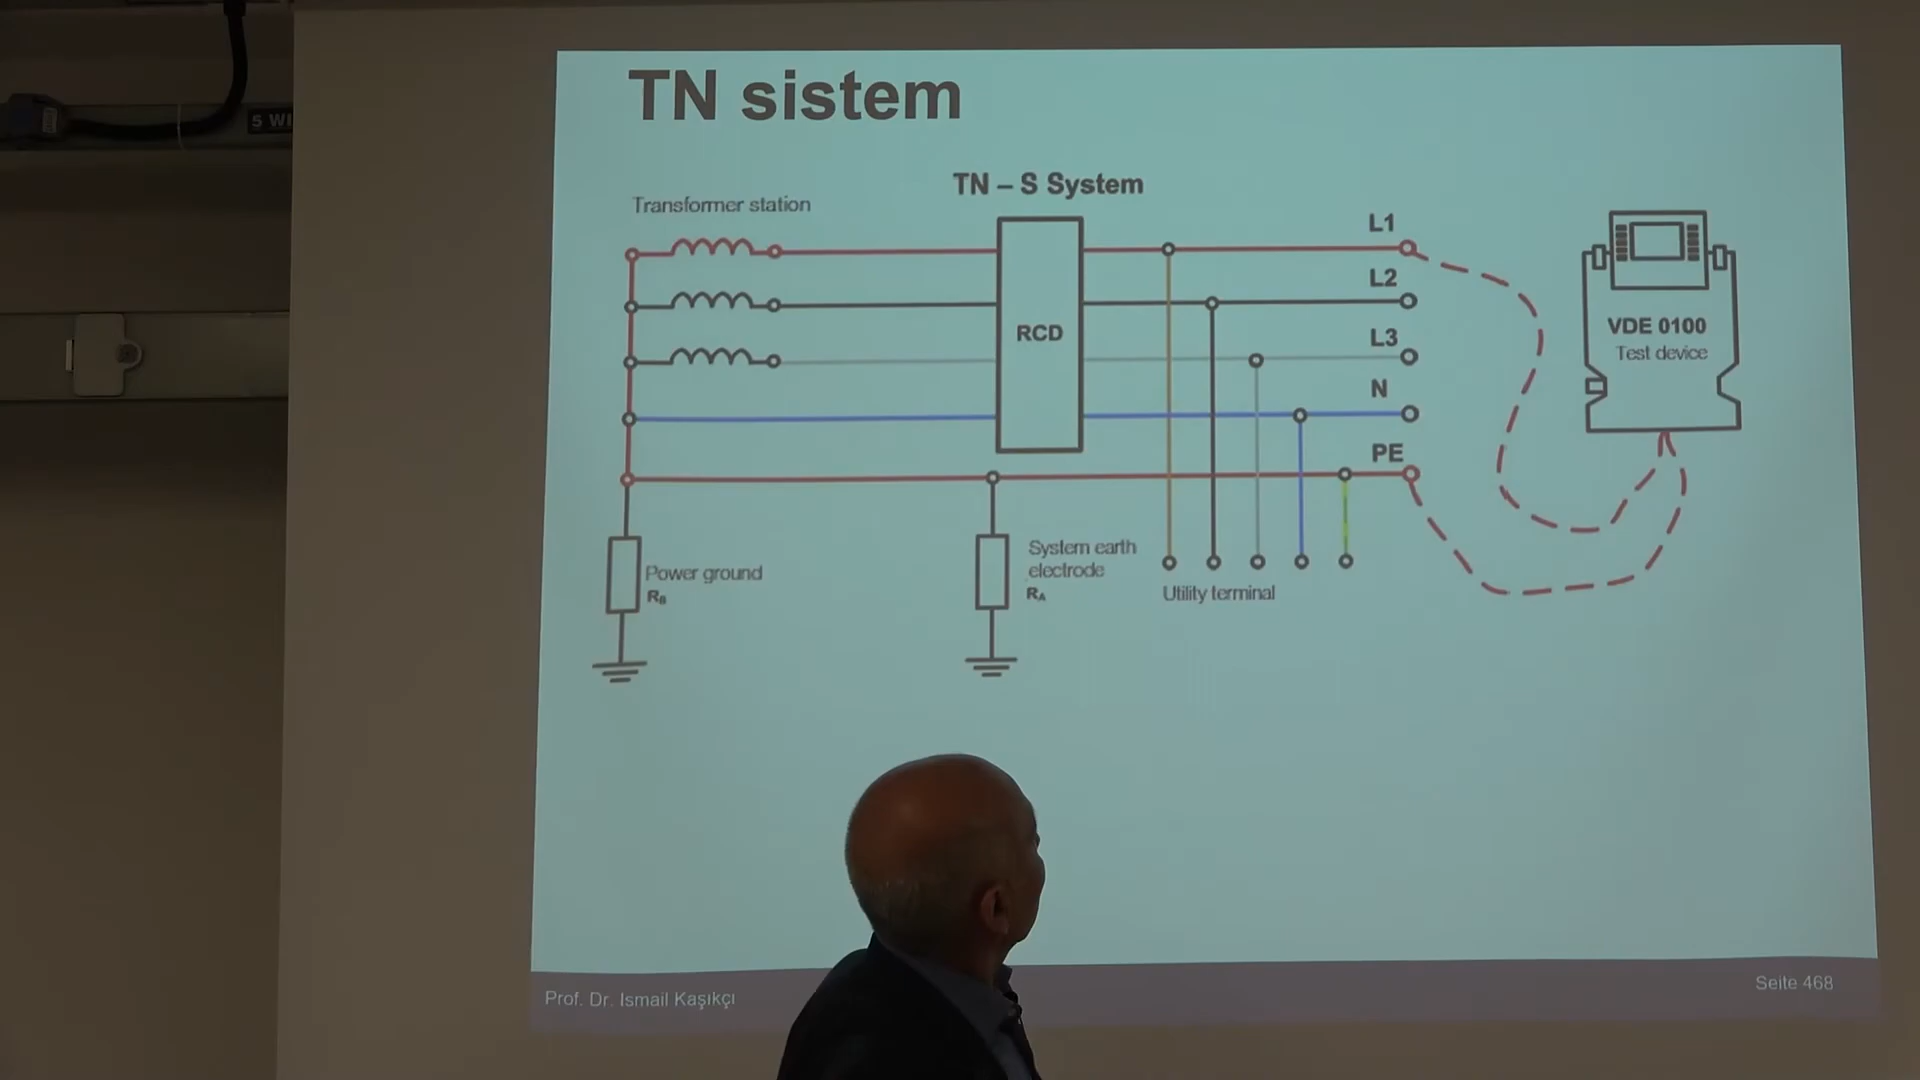 5 WI
TN sistem
TN – S System
Transformer station
L1
L2
RCD
L3
N
PE
VDE 0100
Test device
Power ground
RB
System earth
electrode
RA
Utility terminal
Prof. Dr. Ismail Kaşıkçı
Seite 468